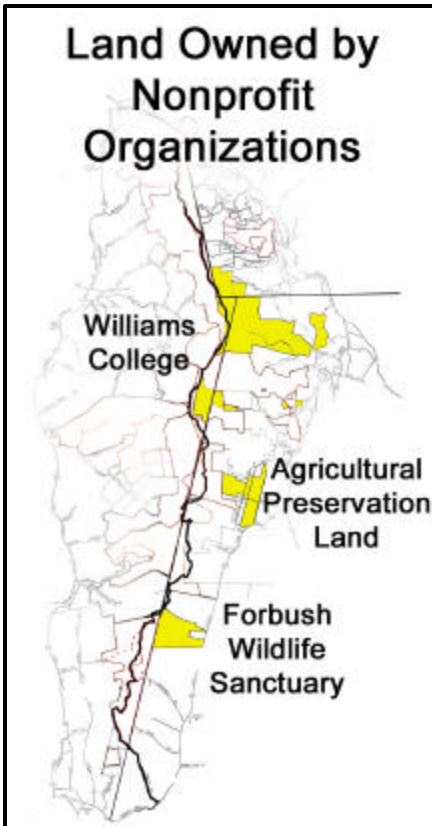 Land Owned by
Nonprofit
Organizations
Williams
College
Agricultural
Preservation
Land
Forbush
Wildlife
Sanctuary